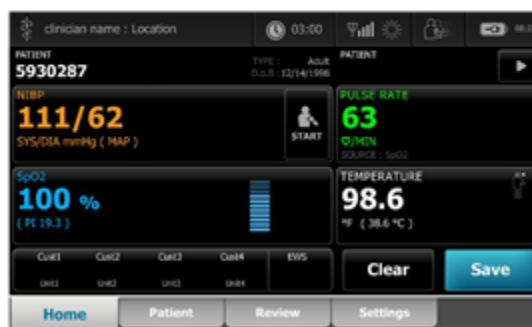 clinician name : Location 03:00 08:2
PATIENT
5930287
TYPE : Adult
D.o.B : 12/14/1996
PATIENT
NIBP
111/62
SYS/DIA mmHg ( MAP )
START
PULSE RATE
63
/MIN
SOURCE : SpO2
SpO2
100 %
( PI 19.3 )
TEMPERATURE
98.6
°F ( 38.6 °C )
Cust1 Cust2 Cust3 Cust4 EWS
Unit1 Unit2 Unit3 Unit4
Clear
Save
Home Patient Review Settings